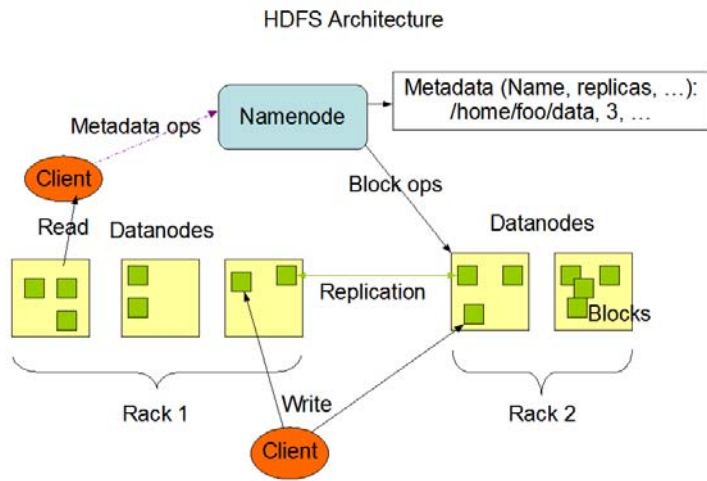 HDFS Architecture
Metadata (Name, replicas, …):
/home/foo/data, 3, …
Namenode
Metadata ops
Client
Block ops
Read
Datanodes
Datanodes
Replication
Blocks
Rack 1
Write
Rack 2
Client